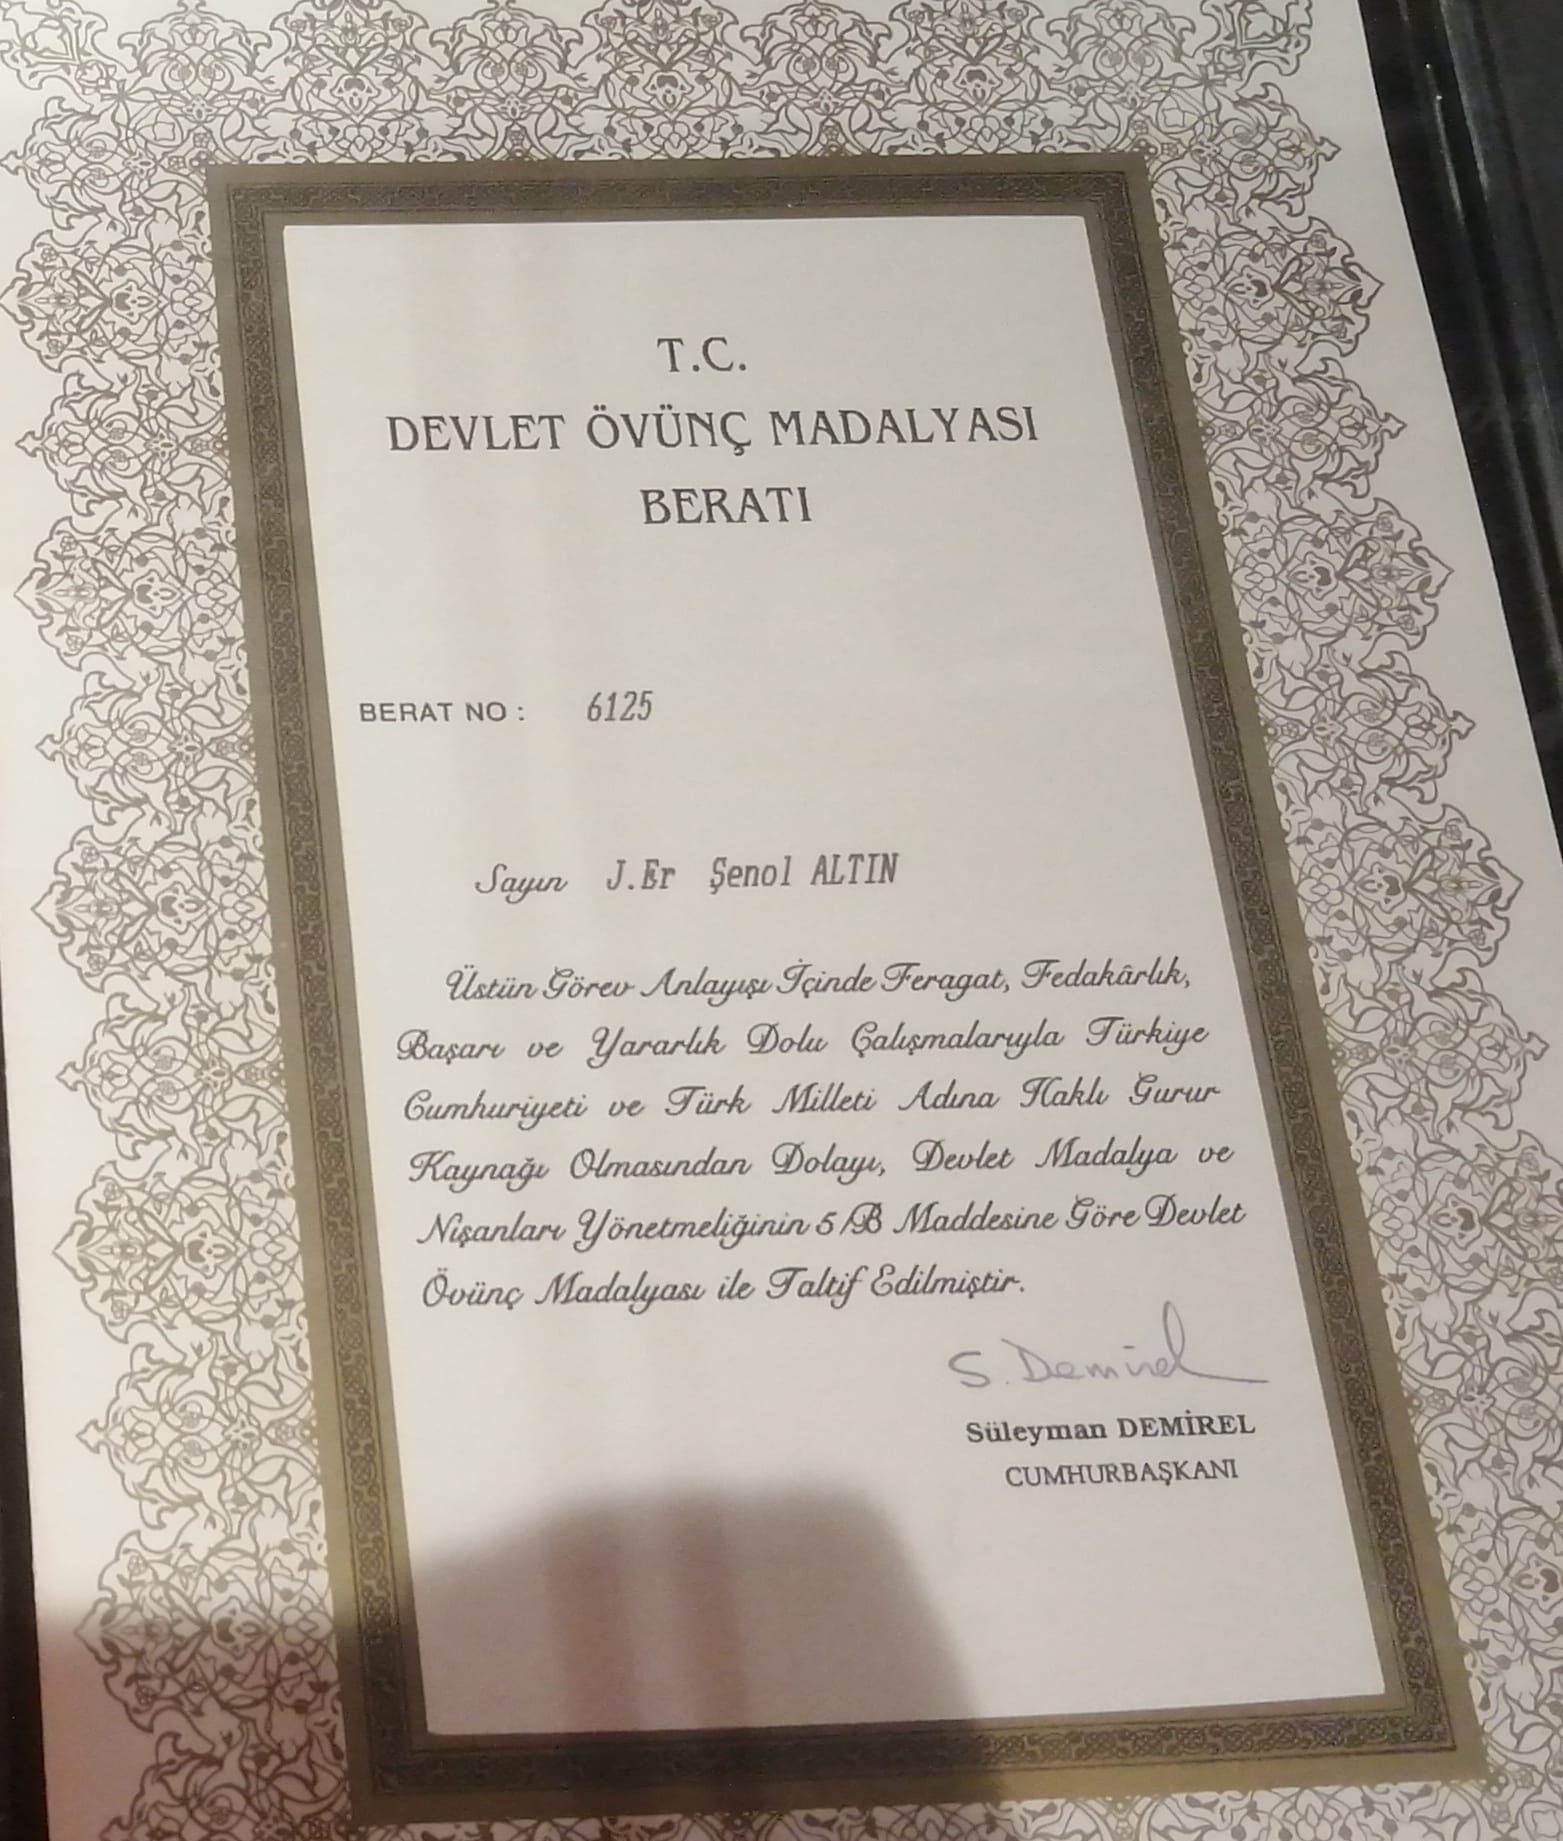 T.C.
DEVLET ÖVÜNÇ MADALYASI
BERATI
BERAT NO : 6125
Sayın J.Er Şenol ALTIN
Üstün Görev Anlayışı İçinde Feragat, Fedakârlık,
Başarı ve Yararlık Dolu Çalışmalarıyla Türkiye
Cumhuriyeti ve Türk Milleti Adına Haklı Gurur
Kaynağı Olmasından Dolayı, Devlet Madalya ve
Nişanları Yönetmeliğinin 5/B Maddesine Göre Devlet
Övünç Madalyası ile Taltif Edilmiştir.
S. Demirel
Süleyman DEMİREL
CUMHURBAŞKANI